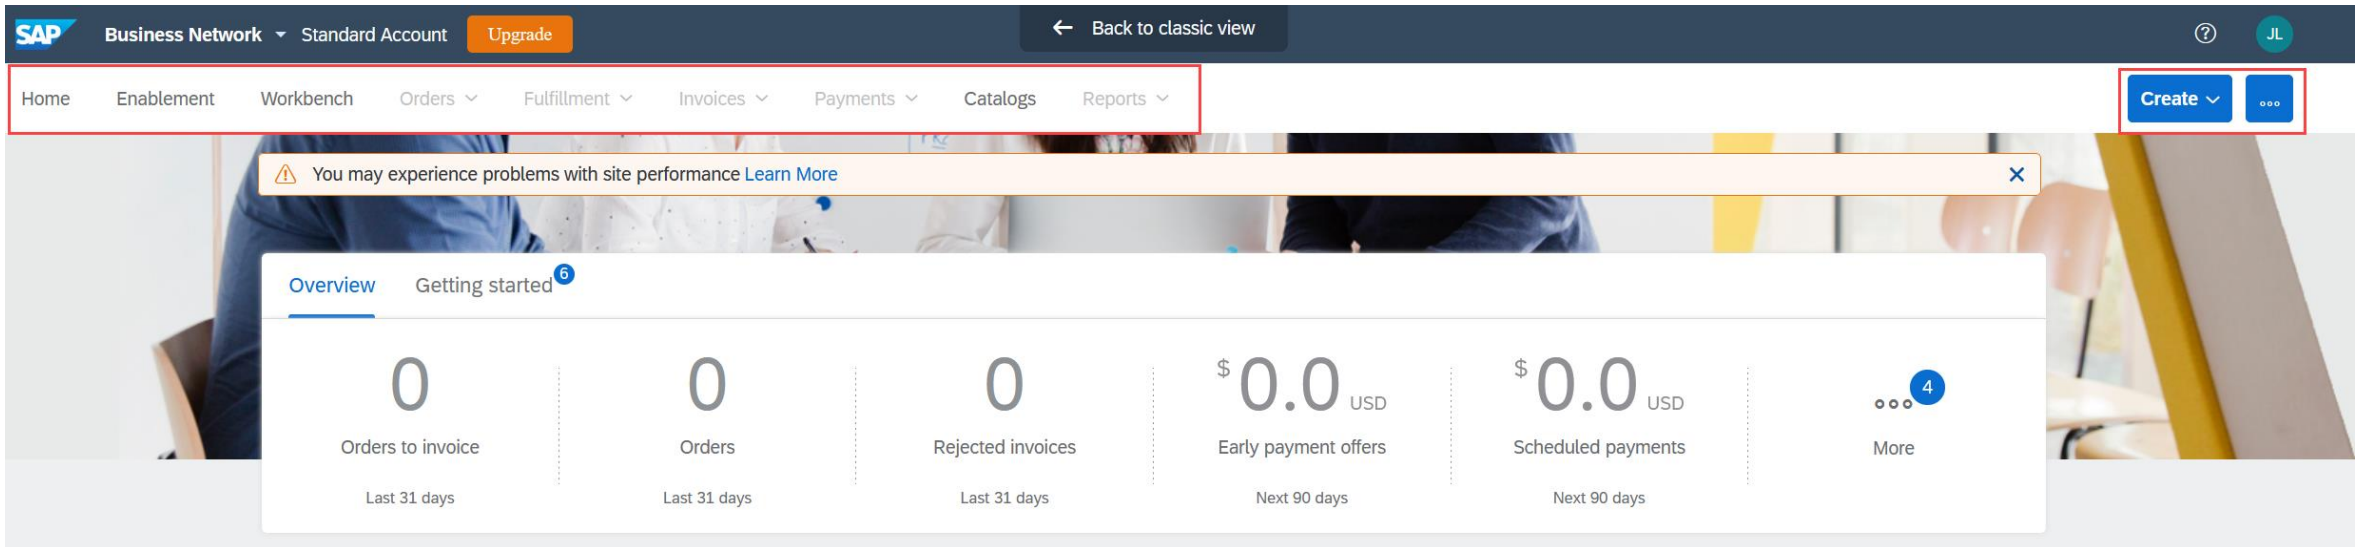 SAP Business Network Standard Account Upgrade ← Back to classic view ? JL
Home Enablement Workbench Orders Fulfillment Invoices Payments Catalogs Reports Create
You may experience problems with site performance Learn More
Overview Getting started 6
0 0 0 $ 0.0 USD $ 0.0 USD 4
Orders to invoice Orders Rejected invoices Early payment offers Scheduled payments More
Last 31 days Last 31 days Last 31 days Next 90 days Next 90 days